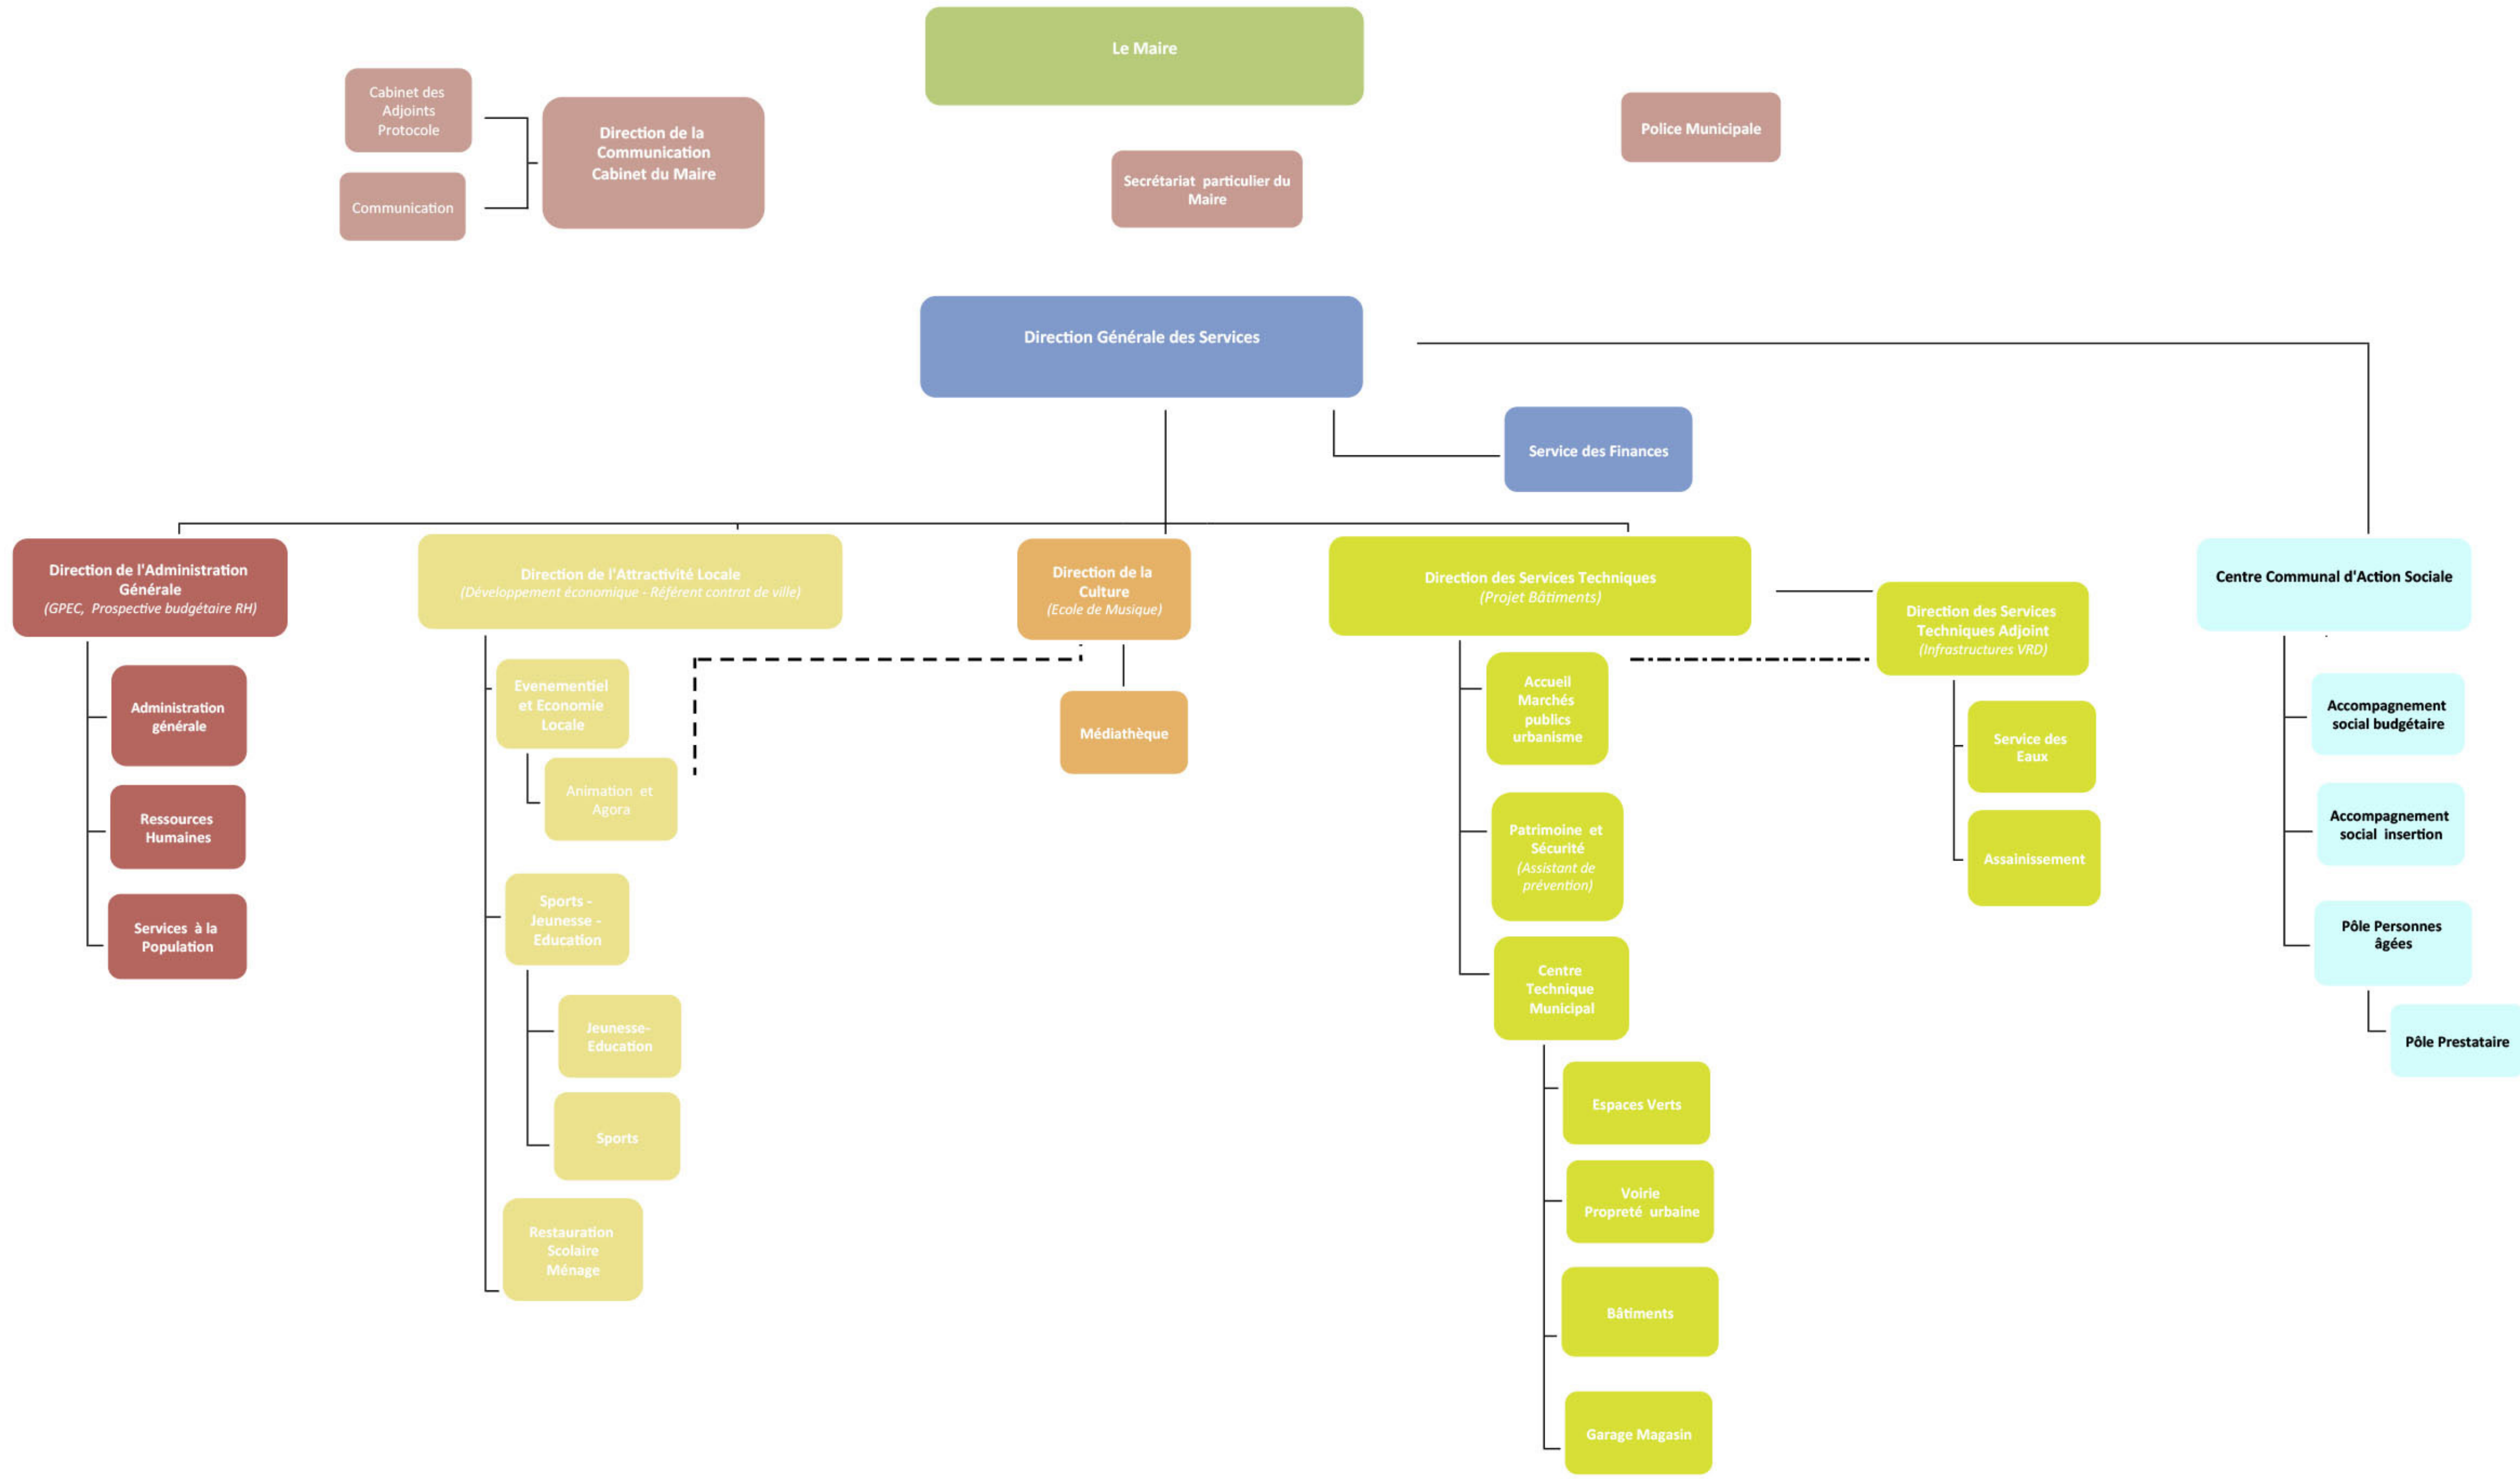 Le Maire
Cabinet des
Adjoints
Protocole
Direction de la
Communication
Cabinet du Maire
Communication
Secrétariat particulier du
Maire
Police Municipale
Direction Générale des Services
Service des Finances
Direction de l'Administration
Générale
(GPEC, Prospective budgétaire RH)
Administration
générale
Ressources
Humaines
Services à la
Population
Direction de l'Attractivité Locale
(Développement économique - Référent contrat de ville)
Evenementiel
et Economie
Locale
Animation et
Agora
Sports -
Jeunesse -
Education
Jeunesse-
Education
Sports
Restauration
Scolaire
Ménage
Direction de la
Culture
(Ecole de Musique)
Médiathèque
Direction des Services Techniques
(Projet Bâtiments)
Accueil
Marchés
publics
urbanisme
Patrimoine et
Sécurité
(Assistant de
prévention)
Centre
Technique
Municipal
Espaces Verts
Voirie
Propreté urbaine
Bâtiments
Garage Magasin
Direction des Services
Techniques Adjoint
(Infrastructures VRD)
Service des
Eaux
Assainissement
Centre Communal d'Action Sociale
Accompagnement
social budgétaire
Accompagnement
social insertion
Pôle Personnes
âgées
Pôle Prestataire